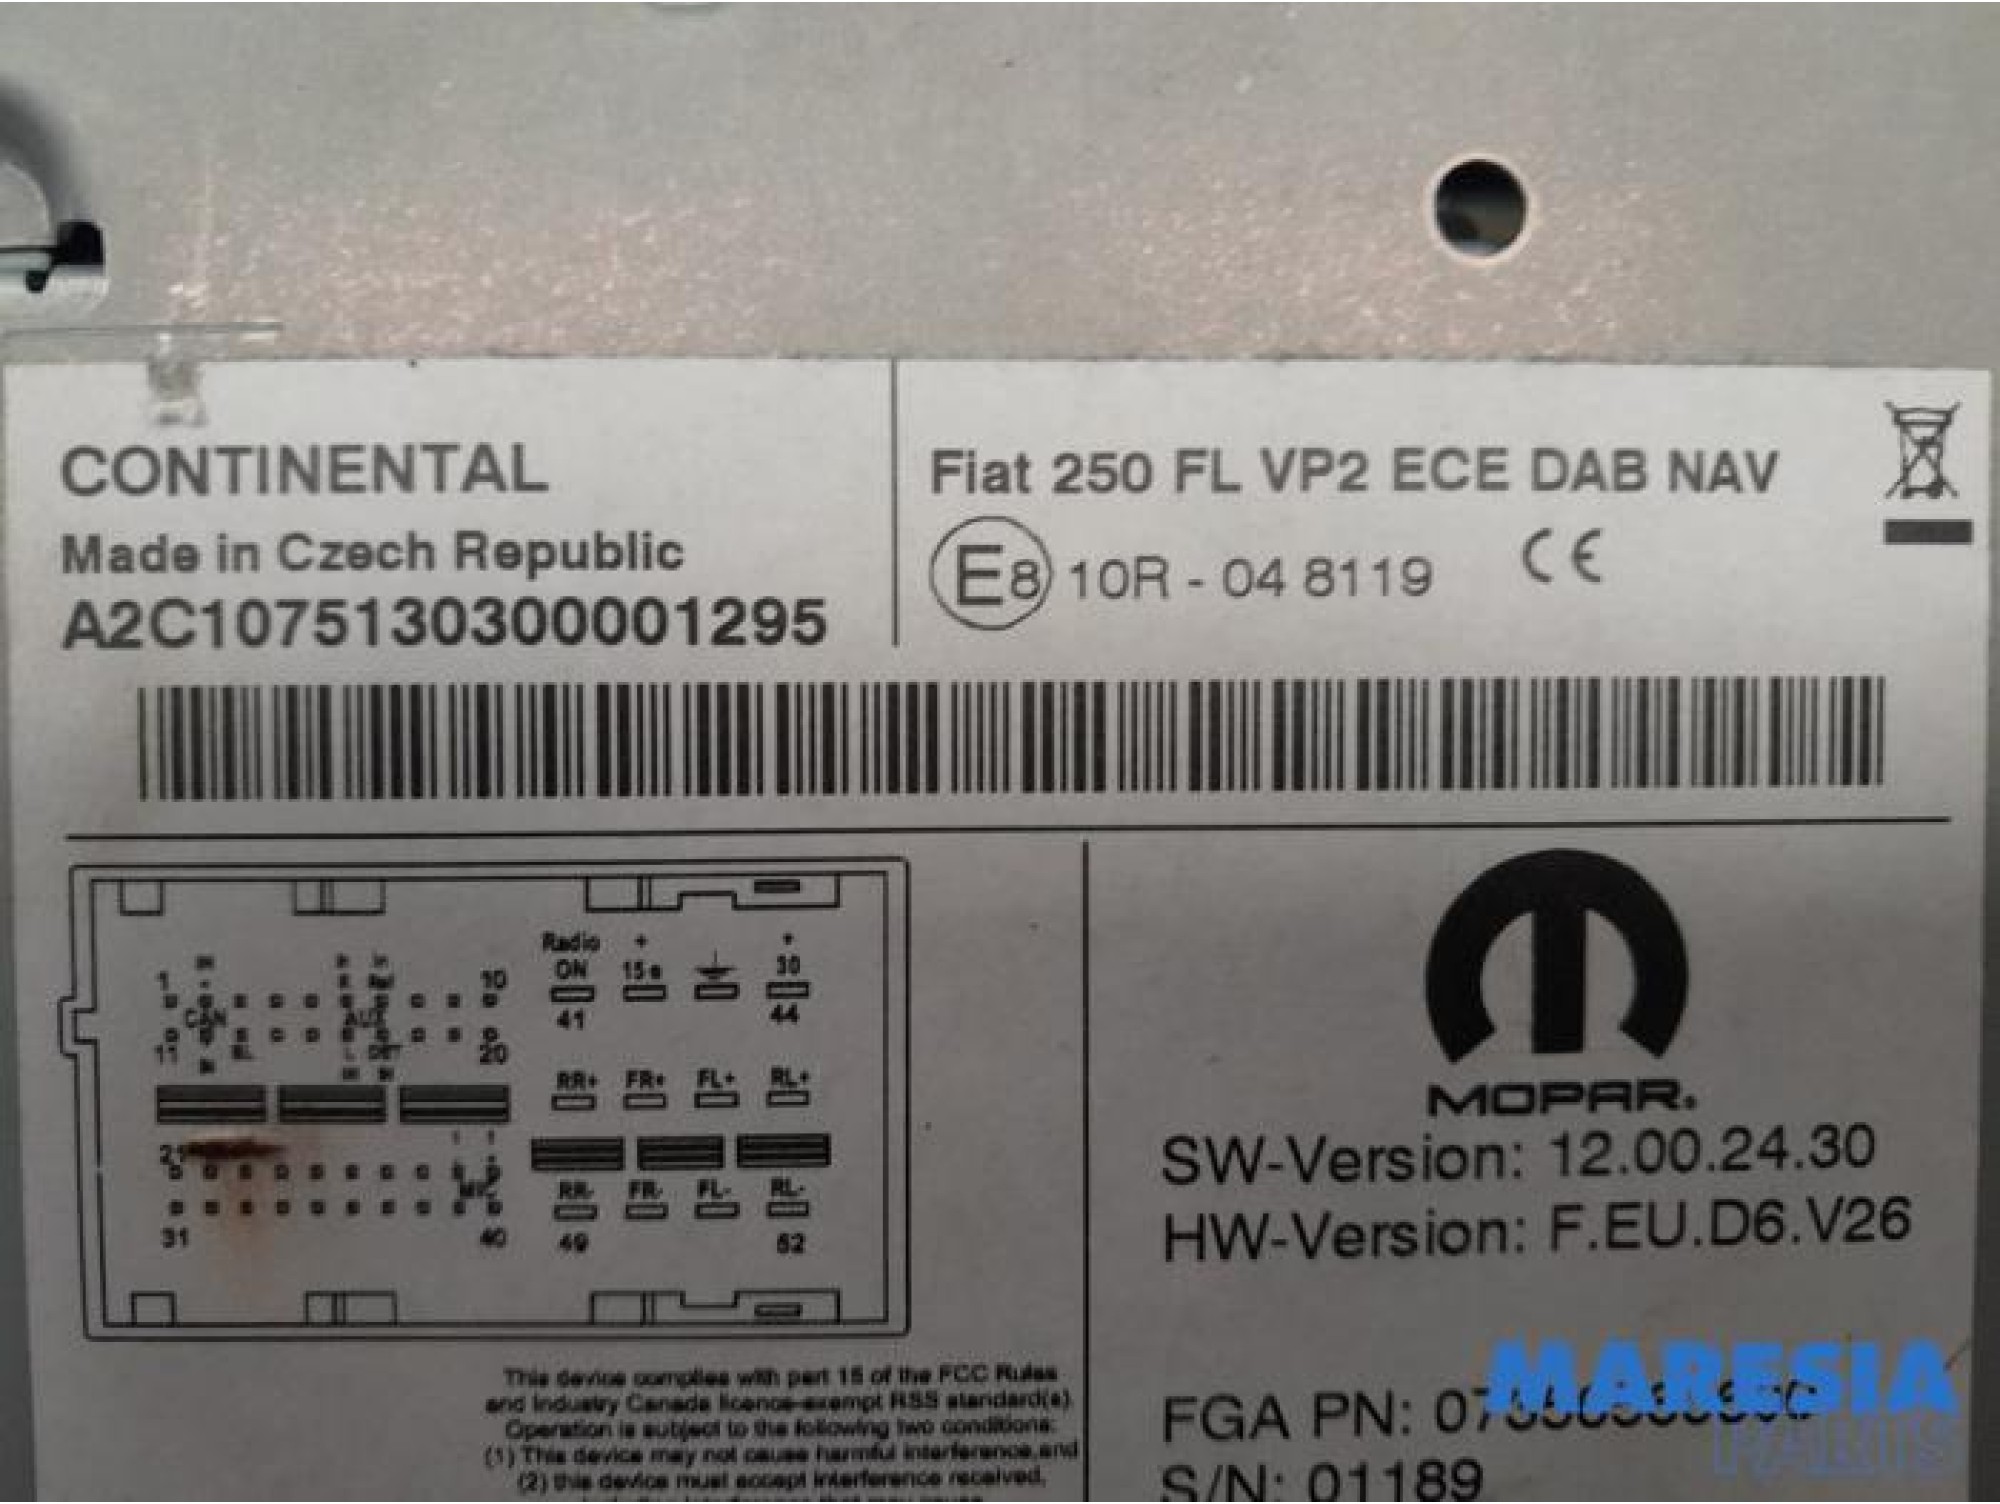 CONTINENTAL
Made in Czech Republic
A2C1075130300001295
Fiat 250 FL VP2 ECE DAB NAV
E8 10R - 04 8119 CE
Radio + +
ON 15 30
1 10
41 44
CAN AUX
11 20
RR+ FR+ FL+ RL+
21
MIC
RR- FR- FL- RL-
31 40 49 52
MOPAR
SW-Version: 12.00.24.30
HW-Version: F.EU.D6.V26
FGA PN:
S/N: 01189
This device complies with part 15 of the FCC Rules
and Industry Canada licence-exempt RSS standard(s).
Operation is subject to the following two conditions:
(1) This device may not cause harmful interference,and
(2) this device must accept interference received,
MARESIA
PARTS